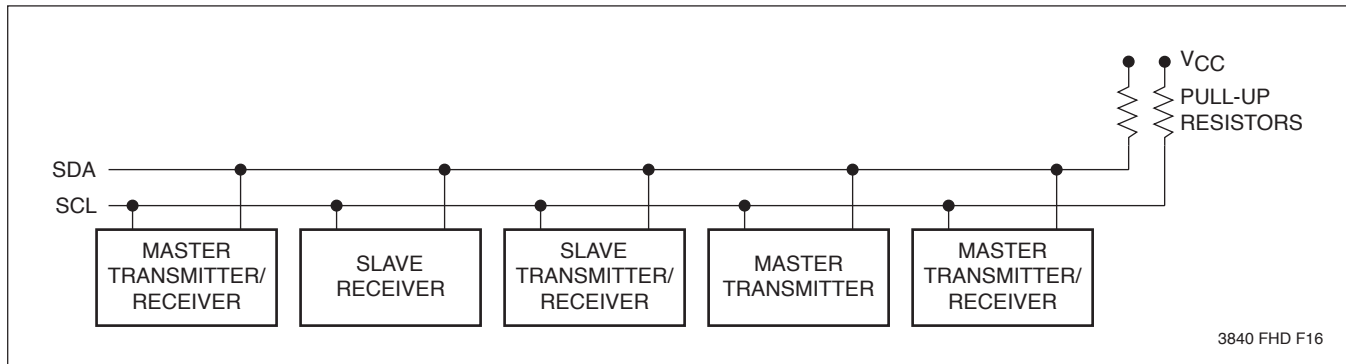 VCC
PULL-UP
RESISTORS
SDA
SCL
MASTER
TRANSMITTER/
RECEIVER
SLAVE
RECEIVER
SLAVE
TRANSMITTER/
RECEIVER
MASTER
TRANSMITTER
MASTER
TRANSMITTER/
RECEIVER
3840 FHD F16